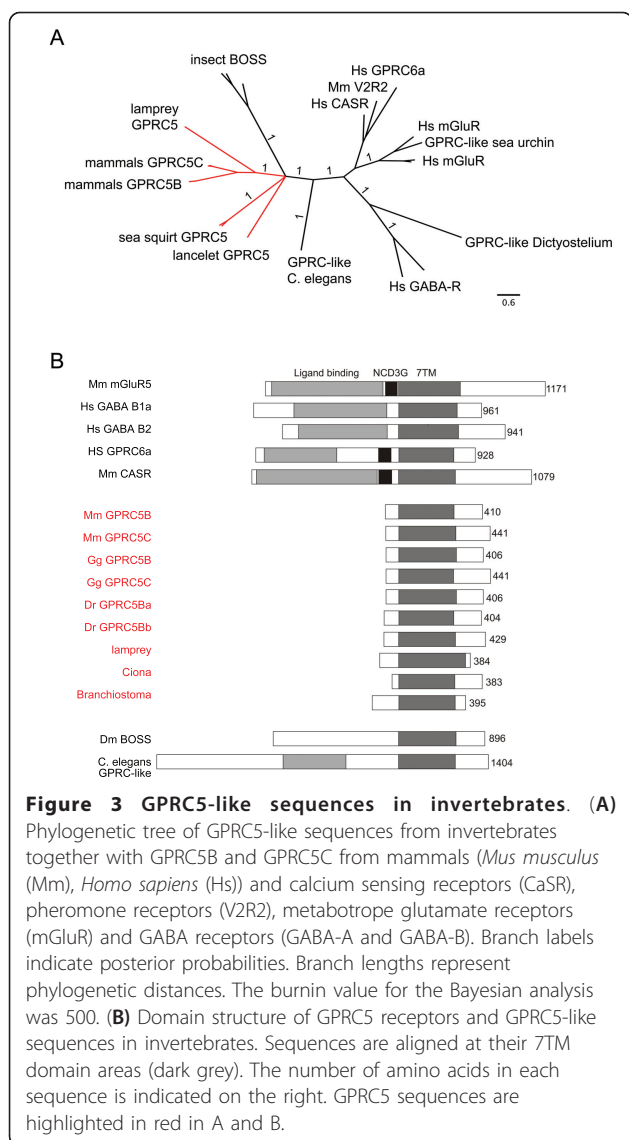 A
insect BOSS
Hs GPRC6a
Mm V2R2
Hs CASR
lamprey
GPRC5
Hs mGluR
GPRC-like sea urchin
Hs mGluR
mammals GPRC5C
mammals GPRC5B
1
1
1
1
1
1
1
1
sea squirt GPRC5
lancelet GPRC5
GPRC-like
C. elegans
GPRC-like Dictyostelium
Hs GABA-R
0.6
B
Ligand binding NCD3G 7TM
Mm mGluR5 1171
Hs GABA B1a 961
Hs GABA B2 941
HS GPRC6a 928
Mm CASR 1079
Mm GPRC5B 410
Mm GPRC5C 441
Gg GPRC5B 406
Gg GPRC5C 441
Dr GPRC5Ba 406
Dr GPRC5Bb 404
429
lamprey 384
Ciona 383
Branchiostoma 395
Dm BOSS 896
C. elegans
GPRC-like 1404
Figure 3 GPRC5-like sequences in invertebrates. (A)
Phylogenetic tree of GPRC5-like sequences from invertebrates
together with GPRC5B and GPRC5C from mammals (Mus musculus
(Mm), Homo sapiens (Hs)) and calcium sensing receptors (CaSR),
pheromone receptors (V2R2), metabotrope glutamate receptors
(mGluR) and GABA receptors (GABA-A and GABA-B). Branch labels
indicate posterior probabilities. Branch lengths represent
phylogenetic distances. The burnin value for the Bayesian analysis
was 500. (B) Domain structure of GPRC5 receptors and GPRC5-like
sequences in invertebrates. Sequences are aligned at their 7TM
domain areas (dark grey). The number of amino acids in each
sequence is indicated on the right. GPRC5 sequences are
highlighted in red in A and B.